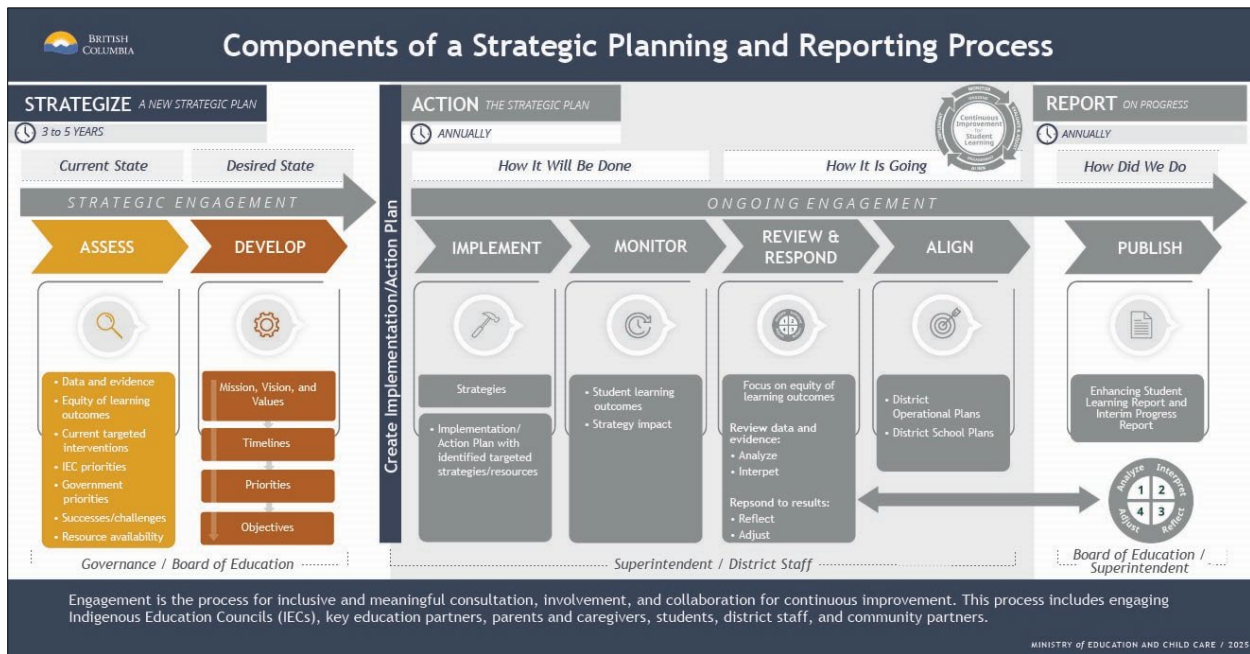 BRITISH
COLUMBIA
Components of a Strategic Planning and Reporting Process
STRATEGIZE A NEW STRATEGIC PLAN
3 to 5 YEARS
Current State
Desired State
STRATEGIC ENGAGEMENT
ASSESS
DEVELOP
• Data and evidence
• Equity of learning
outcomes
• Current targeted
interventions
• IEC priorities
• Government
priorities
• Successes/challenges
• Resource availability
Mission, Vision, and
Values
Timelines
Priorities
Objectives
Governance / Board of Education
Create Implementation/Action Plan
ACTION THE STRATEGIC PLAN
ANNUALLY
How It Will Be Done
How It Is Going
MONITOR
Continuous
Improvement
for
Student
Learning
ONGOING ENGAGEMENT
IMPLEMENT
MONITOR
REVIEW &
RESPOND
ALIGN
Strategies
• Implementation/
Action Plan with
identified targeted
strategies/resources
• Student learning
outcomes
• Strategy impact
Focus on equity of
learning outcomes
Review data and
evidence:
• Analyze
• Interpet
Repsond to results:
• Reflect
• Adjust
• District
Operational Plans
• District School Plans
Superintendent / District Staff
REPORT ON PROGRESS
ANNUALLY
How Did We Do
PUBLISH
Enhancing Student
Learning Report and
Interim Progress
Report
Analyze Interpret
1 2
4 3
Adjust Reflect
Board of Education /
Superintendent
Engagement is the process for inclusive and meaningful consultation, involvement, and collaboration for continuous improvement. This process includes engaging
Indigenous Education Councils (IECs), key education partners, parents and caregivers, students, district staff, and community partners.
MINISTRY of EDUCATION AND CHILD CARE / 2025